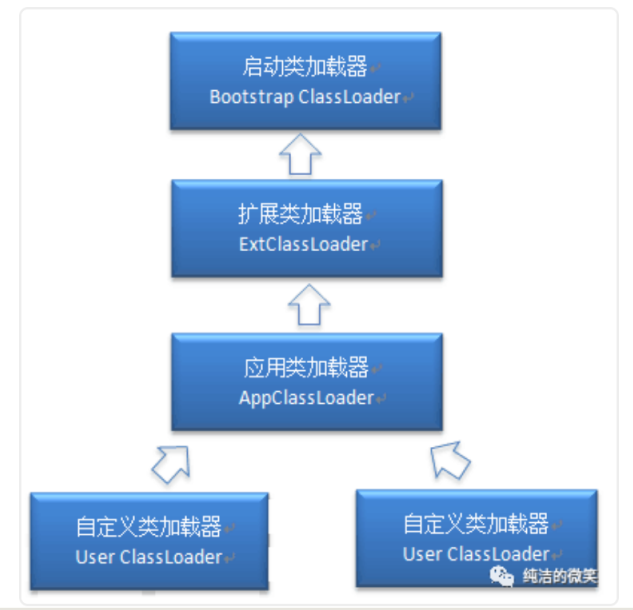 启动类加载器
Bootstrap ClassLoader
扩展类加载器
ExtClassLoader
应用类加载器
AppClassLoader
自定义类加载器
User ClassLoader
自定义类加载器
User ClassLoader
纯洁的微笑